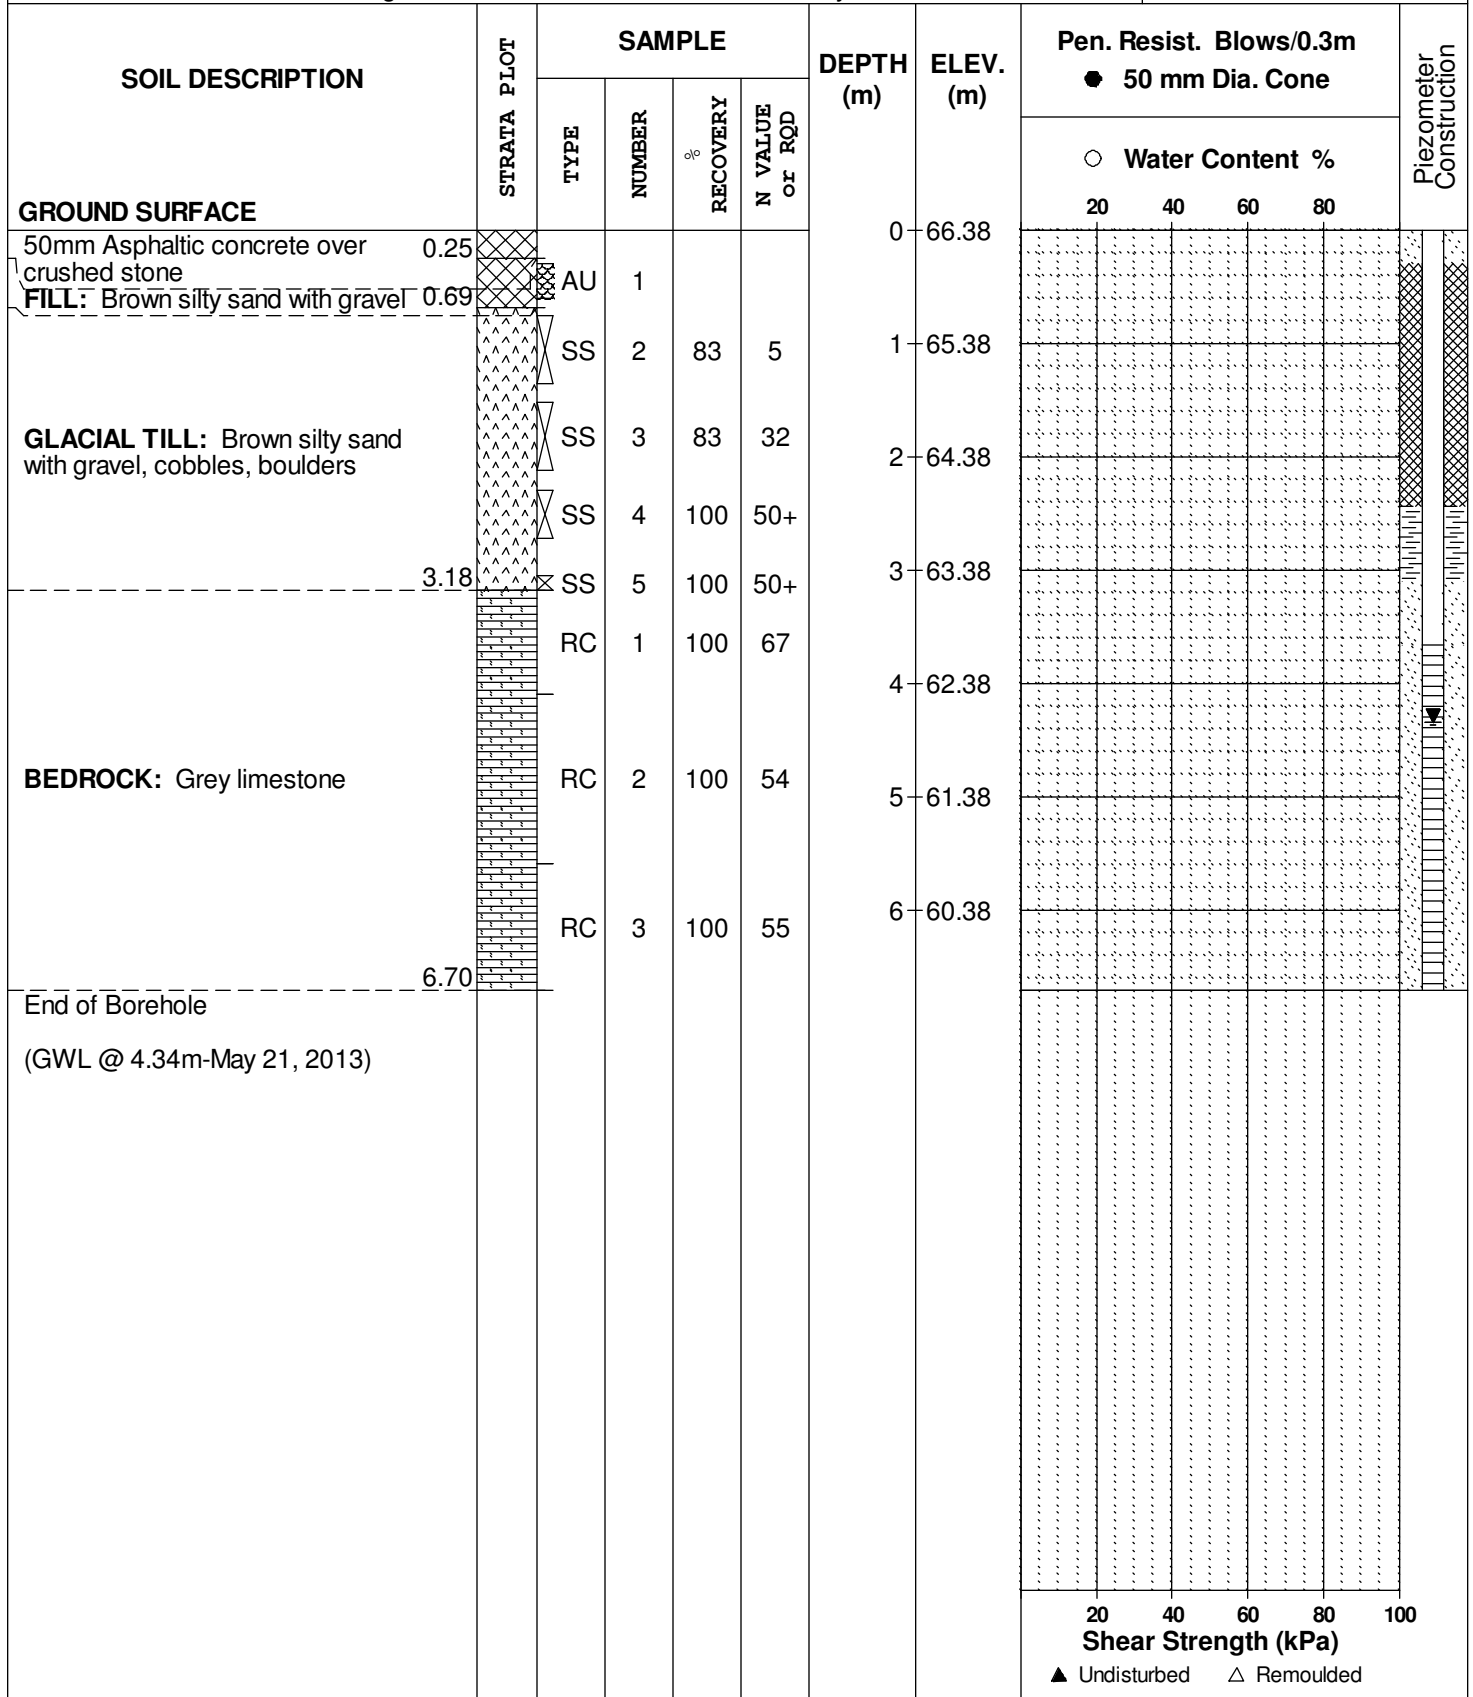 SOIL DESCRIPTION
GROUND SURFACE
STRATA PLOT
SAMPLE
TYPE
NUMBER
%
RECOVERY
N VALUE
or RQD
DEPTH
(m)
ELEV.
(m)
Pen. Resist. Blows/0.3m
● 50 mm Dia. Cone
○ Water Content %
20 40 60 80
Piezometer
Construction
0 66.38
50mm Asphaltic concrete over 0.25
crushed stone
AU 1
FILL: Brown silty sand with gravel 0.69
SS 2 83 5
1 65.38
GLACIAL TILL: Brown silty sand
with gravel, cobbles, boulders
SS 3 83 32
2 64.38
SS 4 100 50+
3 63.38
3.18
SS 5 100 50+
RC 1 100 67
4 62.38
BEDROCK: Grey limestone
RC 2 100 54
5 61.38
6 60.38
RC 3 100 55
6.70
End of Borehole
(GWL @ 4.34m-May 21, 2013)
20 40 60 80 100
Shear Strength (kPa)
▲ Undisturbed △ Remoulded